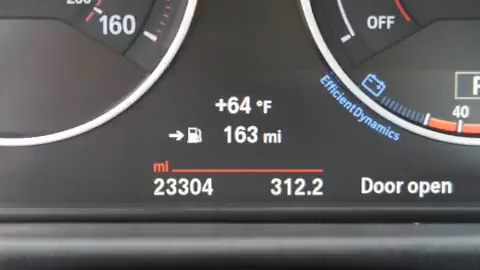 160
OFF
EfficientDynamics
+64 °F
163 mi
40
mi
23304 312.2 Door open